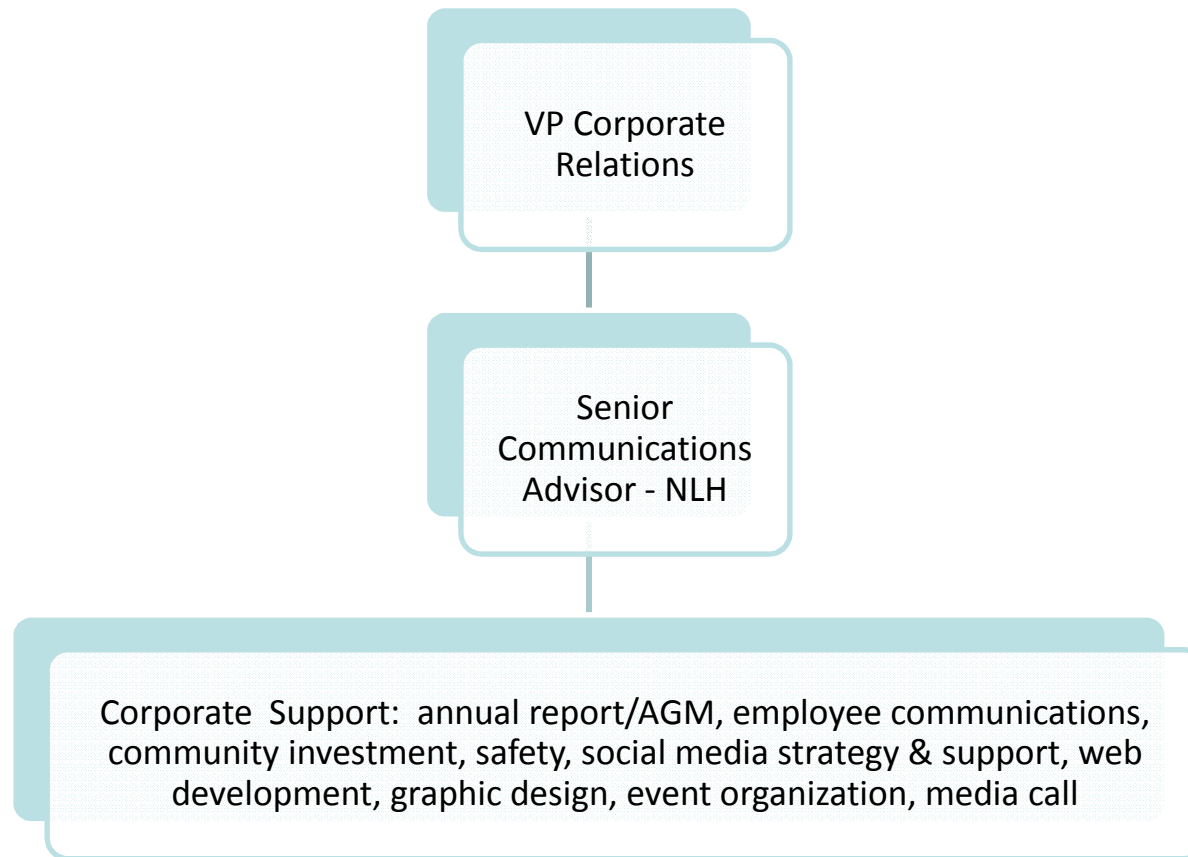 VP Corporate
Relations
Senior
Communications
Advisor - NLH
Corporate  Support:  annual report/AGM, employee communications,
community investment, safety, social media strategy & support, web
development, graphic design, event organization, media call